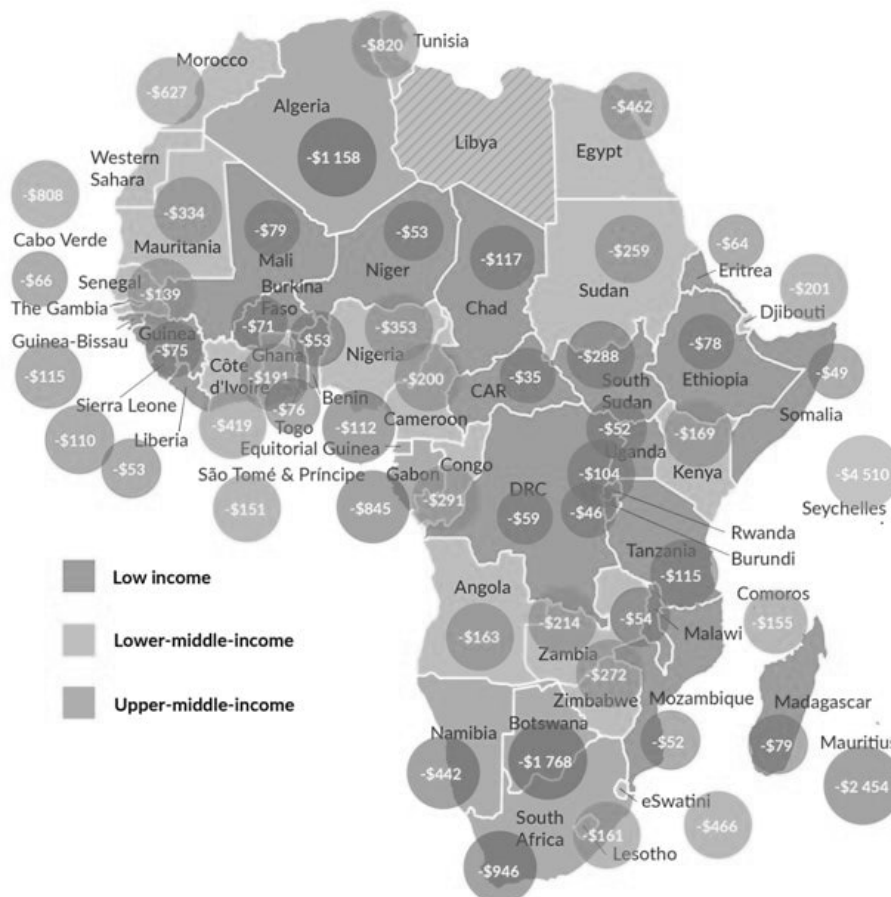 -$820
Tunisia
Morocco
-$627
Algeria
-$462
Libya
Egypt
-$1 158
Western
Sahara
-$808
-$334
Cabo Verde
Mauritania
-$79
Mali
-$53
Niger
-$117
Chad
-$259
Sudan
-$64
Eritrea
-$66
Senegal
-$139
The Gambia
Guinea-Bissau
Burkina
Faso
-$71
-$201
Djibouti
Guinea
-$75
Ghana
-$191
-$53
Nigeria
-$353
-$288
South
Sudan
-$78
Ethiopia
-$115
Côte
d'Ivoire
-$200
CAR
-$35
-$49
Somalia
Sierra Leone
Liberia
-$76
Togo
Benin
Cameroon
-$419
-$112
-$52
Uganda
-$169
Kenya
-$110
-$53
Equitorial Guinea
São Tomé & Príncipe
Gabon
Congo
DRC
-$104
-$4 510
Seychelles
-$151
-$845
-$291
-$59
-$46
Rwanda
Burundi
Tanzania
-$115
Low income
Lower-middle-income
Upper-middle-income
Angola
-$163
-$214
Zambia
-$54
Malawi
Comoros
-$155
-$272
Zimbabwe
Mozambique
Madagascar
Namibia
-$442
Botswana
-$1 768
-$52
-$79
Mauritius
-$2 454
South
Africa
eSwatini
-$466
-$161
Lesotho
-$946